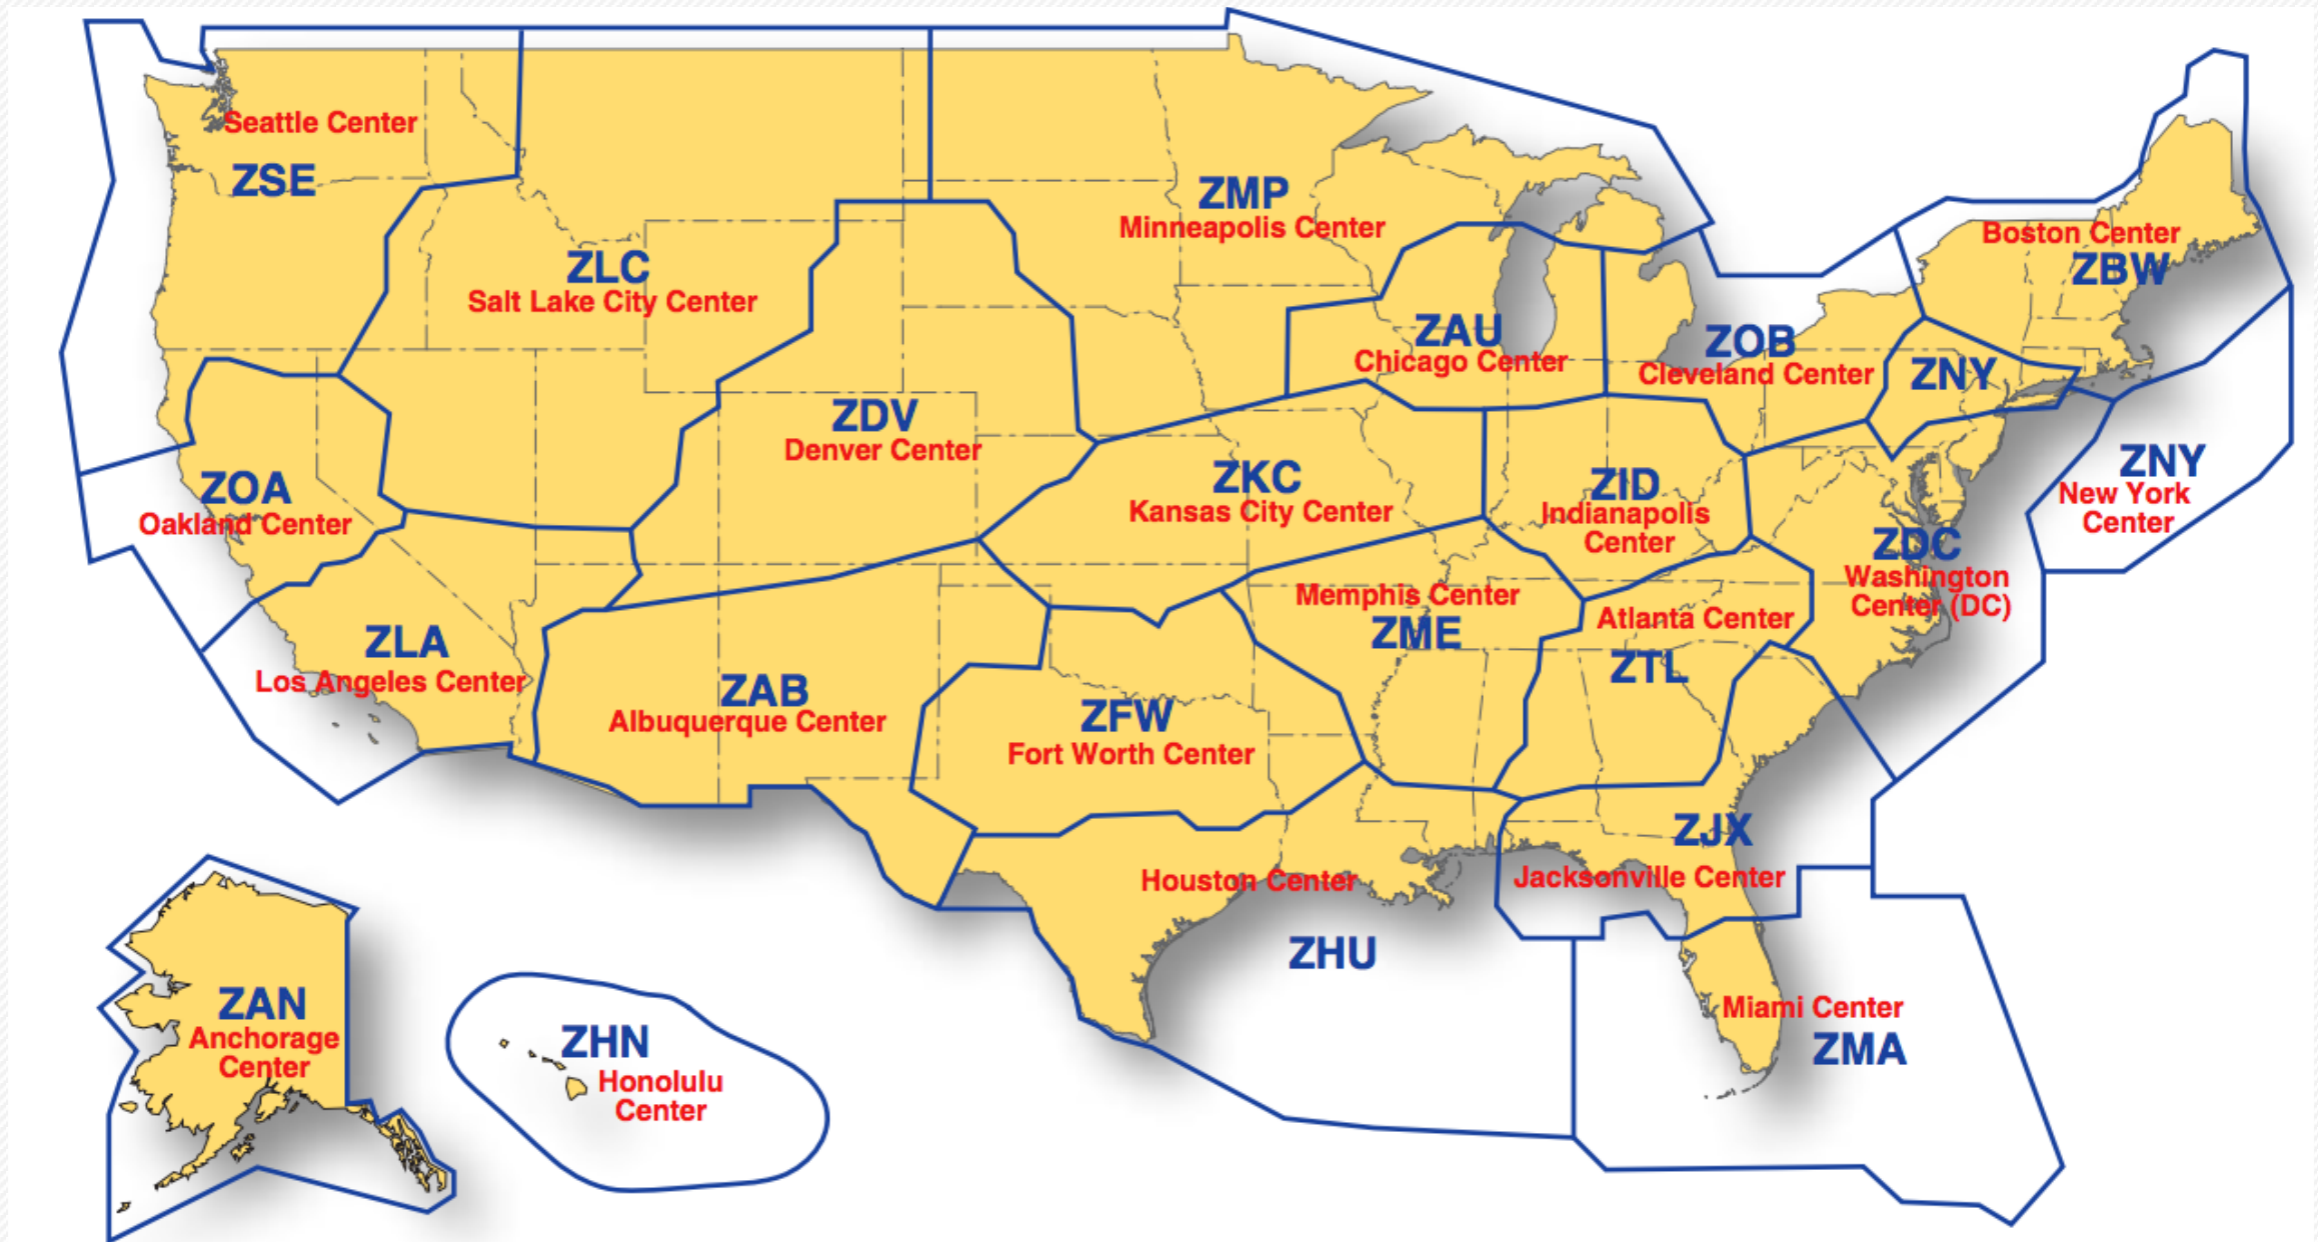 Seattle Center
ZSE
ZLC
Salt Lake City Center
ZMP
Minneapolis Center
Boston Center
ZBW
ZAU
Chicago Center
ZOB
Cleveland Center
ZNY
ZDV
Denver Center
ZOA
Oakland Center
ZKC
Kansas City Center
ZID
Indianapolis
Center
ZNY
New York
Center
ZDC
Washington
Center (DC)
Memphis Center
ZME
Atlanta Center
ZTL
ZLA
Los Angeles Center
ZAB
Albuquerque Center
ZFW
Fort Worth Center
ZJX
Jacksonville Center
Houston Center
ZHU
Miami Center
ZMA
ZAN
Anchorage
Center
ZHN
Honolulu
Center